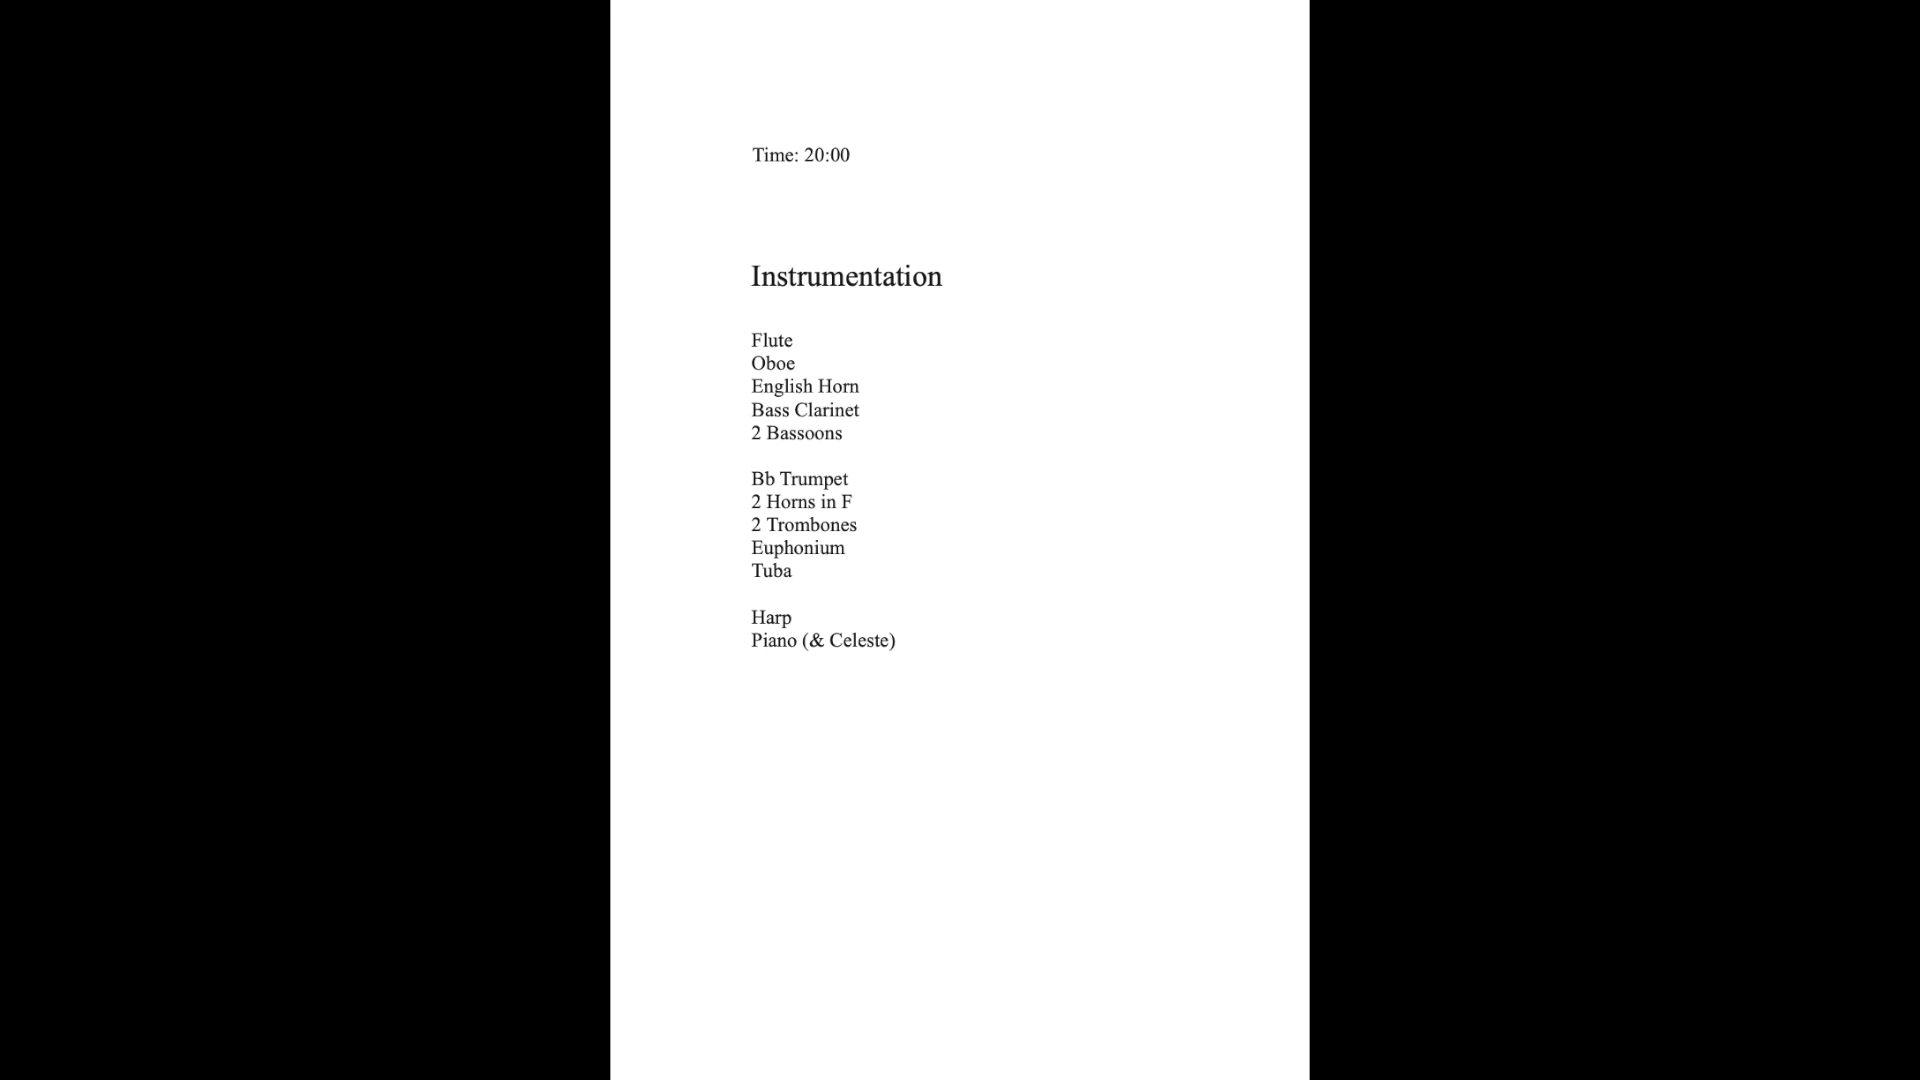 Time: 20:00
Instrumentation
Flute
Oboe
English Horn
Bass Clarinet
2 Bassoons
Bb Trumpet
2 Horns in F
2 Trombones
Euphonium
Tuba
Harp
Piano (& Celeste)